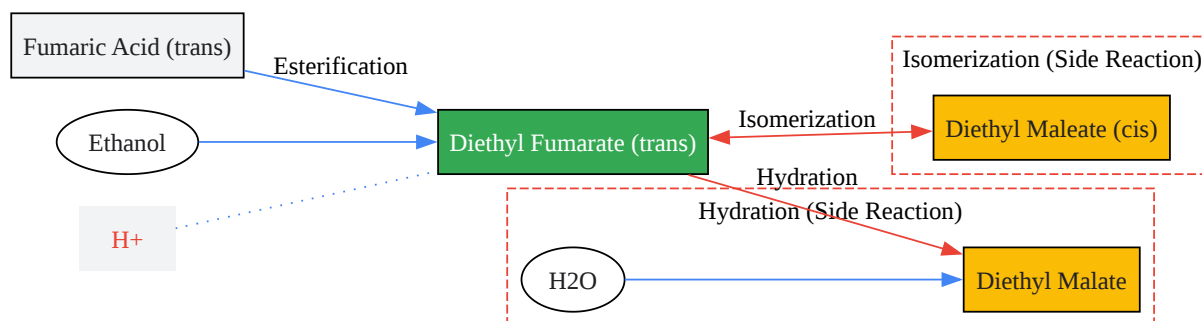 Fumaric Acid (trans)
Esterification
Isomerization (Side Reaction)
Ethanol
Diethyl Fumarate (trans)
Isomerization
Diethyl Maleate (cis)
Hydration
Hydration (Side Reaction)
H+
H2O
Diethyl Malate